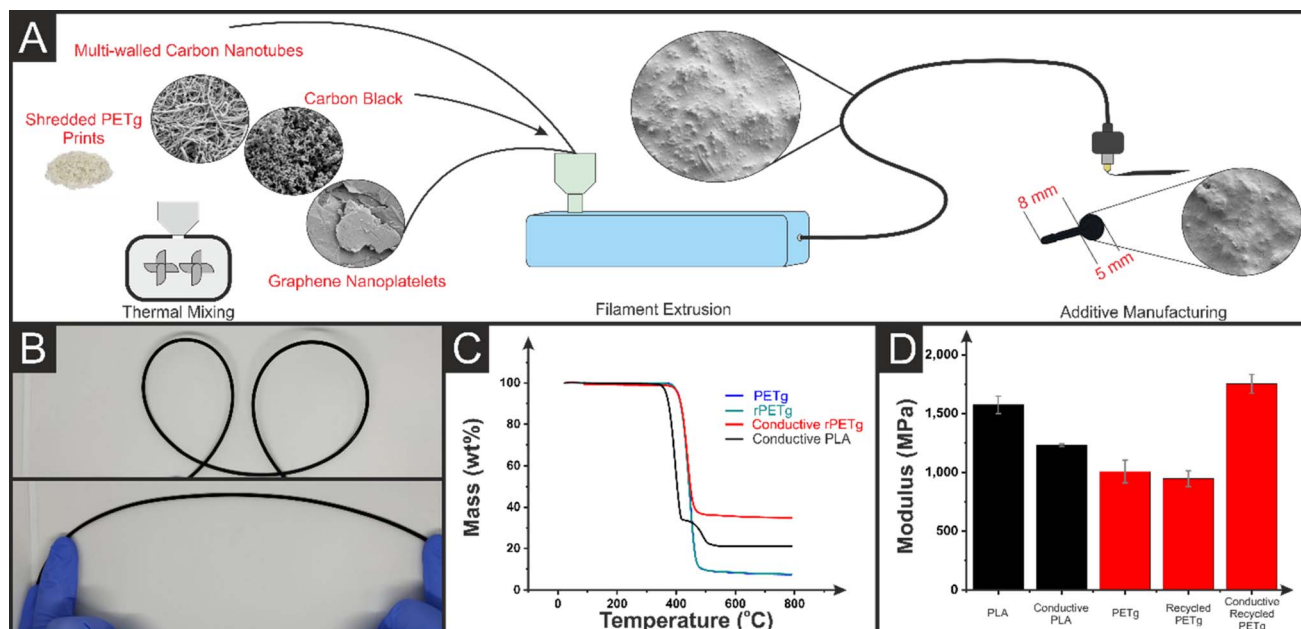 A
Multi-walled Carbon Nanotubes
Carbon Black
Shredded PETg
Prints
Graphene Nanoplatelets
8 mm
5 mm
Thermal Mixing
Filament Extrusion
Additive Manufacturing
B
C
Mass (wt%)
100
80
60
40
20
0
PETg
rPETg
Conductive rPETg
Conductive PLA
0
200
400
600
800
Temperature (°C)
D
Modulus (MPa)
2,000
1,500
1,000
500
0
PLA
Conductive
PLA
PETg
Recycled
PETg
Conductive
Recycled
PETg